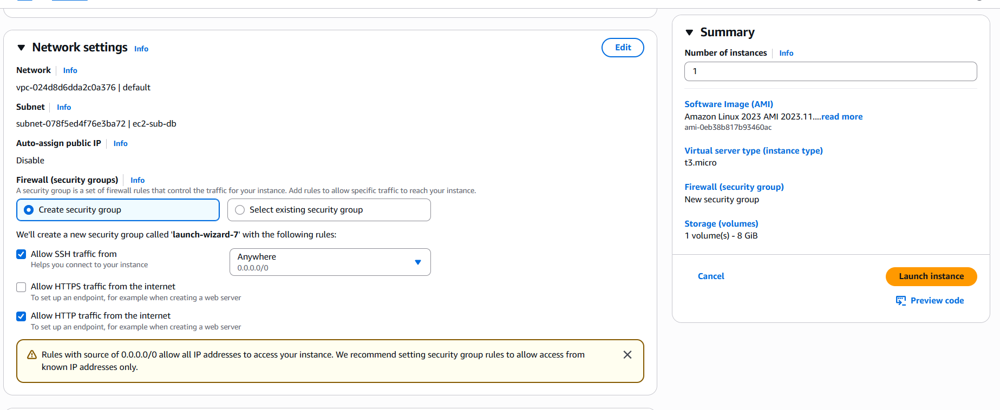 Network settings Info
Edit
Network Info
vpc-024d8d6dda2c0a376 | default
Subnet Info
subnet-078f5ed4f76e3ba72 | ec2-sub-db
Auto-assign public IP Info
Disable
Firewall (security groups) Info
A security group is a set of firewall rules that control the traffic for your instance. Add rules to allow specific traffic to reach your instance.
Create security group
Select existing security group
We'll create a new security group called 'launch-wizard-7' with the following rules:
Allow SSH traffic from
Helps you connect to your instance
Anywhere
0.0.0.0/0
Allow HTTPS traffic from the internet
To set up an endpoint, for example when creating a web server
Allow HTTP traffic from the internet
To set up an endpoint, for example when creating a web server
Rules with source of 0.0.0.0/0 allow all IP addresses to access your instance. We recommend setting security group rules to allow access from
known IP addresses only.
Summary
Number of instances Info
1
Software Image (AMI)
Amazon Linux 2023 AMI 2023.11....read more
ami-0eb38b817b93460ac
Virtual server type (instance type)
t3.micro
Firewall (security group)
New security group
Storage (volumes)
1 volume(s) - 8 GiB
Cancel
Launch instance
Preview code